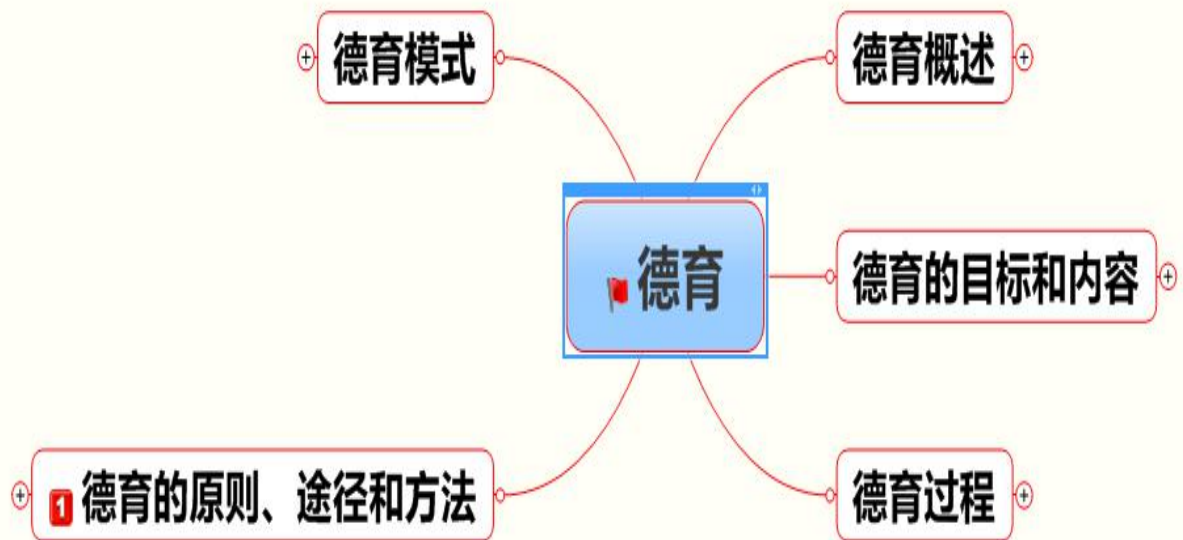 德育模式
德育概述
德育
德育的目标和内容
1 德育的原则、途径和方法
德育过程